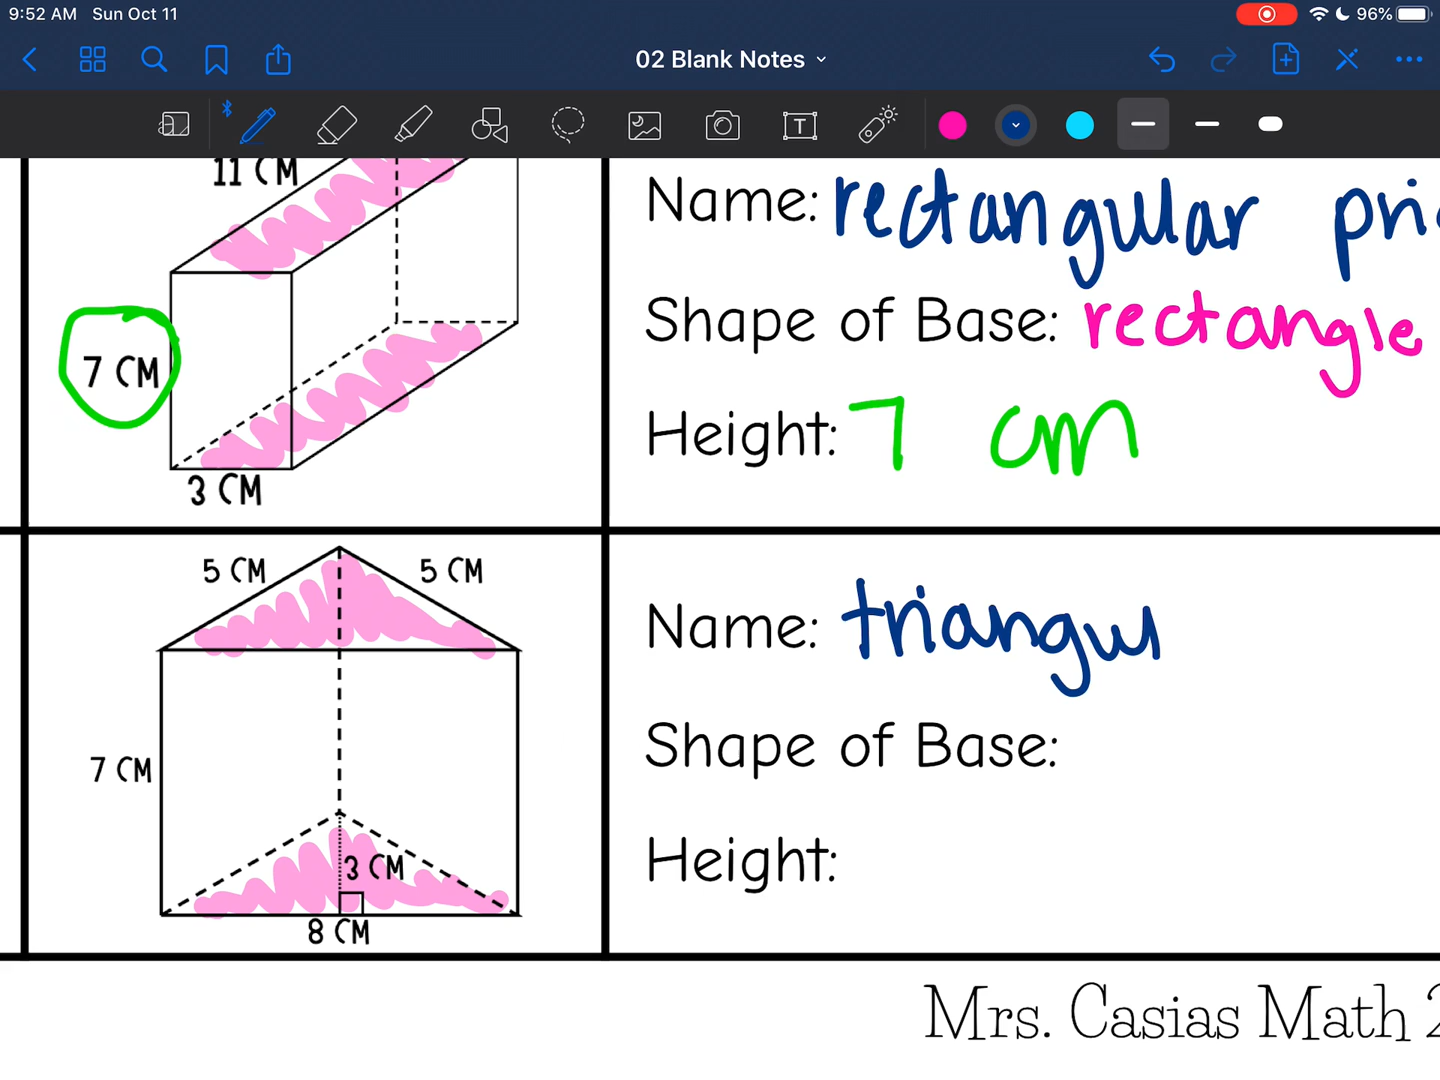 9:52 AM Sun Oct 11
96%
02 Blank Notes
T
11 CM
7 CM
3 CM
Name: rectangular pri
Shape of Base: rectangle
Height: 7 cm
5 CM 5 CM
7 CM
3 CM
8 CM
Name: triangul
Shape of Base:
Height:
Mrs. Casias Math 2